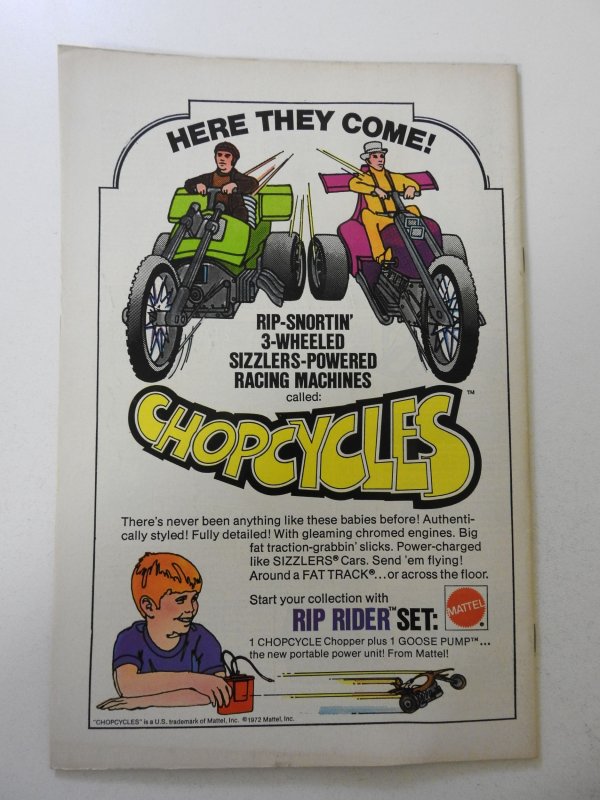 HERE THEY COME!
RIP-SNORTIN'
3-WHEELED
SIZZLERS-POWERED
RACING MACHINES
called:
CHOPCYCLES™
There's never been anything like these babies before! Authenti-
cally styled! Fully detailed! With gleaming chromed engines. Big
fat traction-grabbin' slicks. Power-charged
like SIZZLERS® Cars. Send 'em flying!
Around a FAT TRACK®...or across the floor.
Start your collection with
RIP RIDER™ SET:
MATTEL®
1 CHOPCYCLE Chopper plus 1 GOOSE PUMP™...
the new portable power unit! From Mattel!
"CHOPCYCLES" is a U.S. trademark of Mattel, Inc. ©1972 Mattel, Inc.